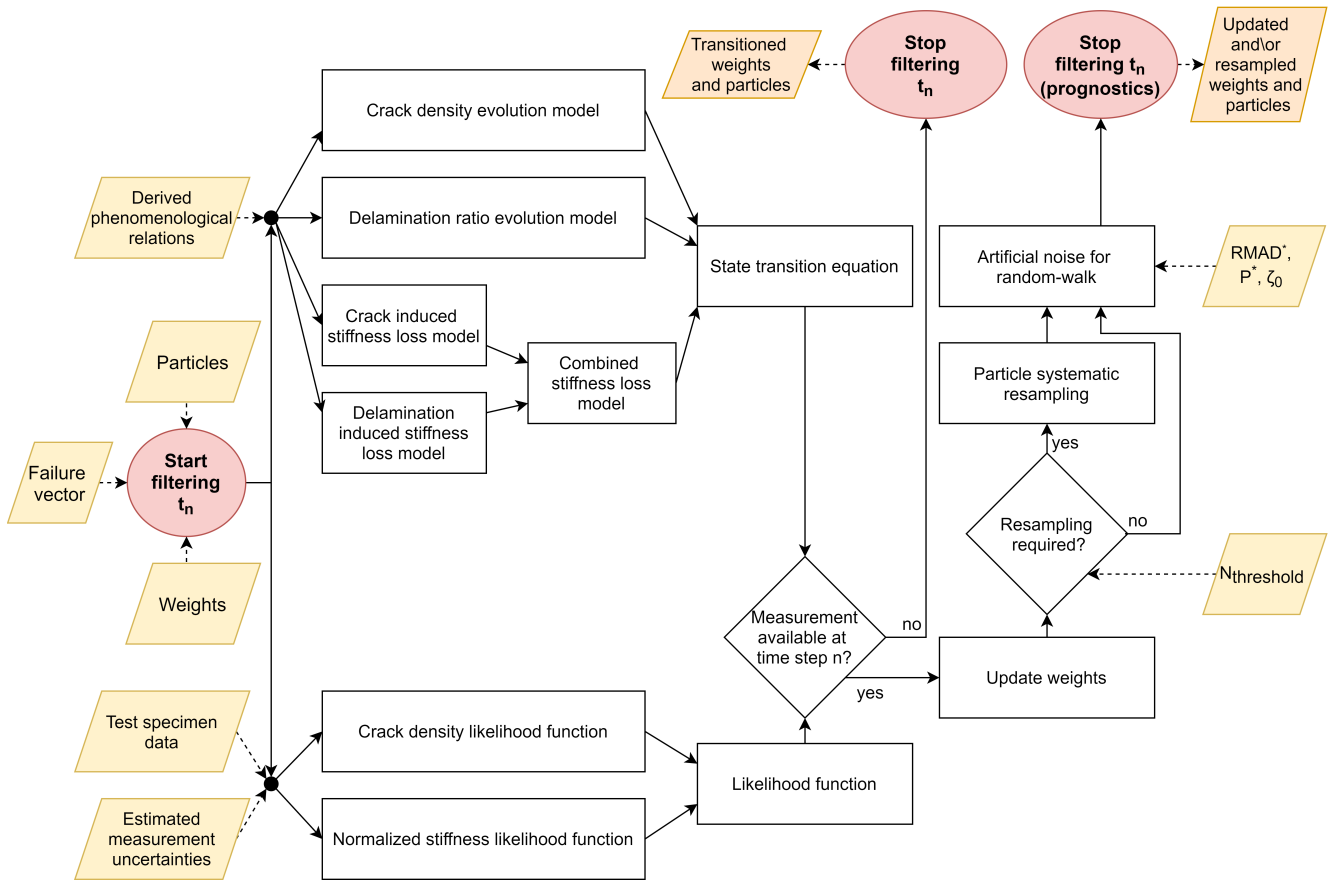 Transitioned
weights
and particles
Stop
filtering
tn
Stop
filtering tn
(prognostics)
Updated
and\or
resampled
weights and
particles
Crack density evolution model
Derived
phenomenological
relations
Delamination ratio evolution model
State transition equation
Artificial noise for
random-walk
RMAD*,
P*, ζ0
Crack induced
stiffness loss model
Particles
Combined
stiffness loss
model
Particle systematic
resampling
Delamination
induced stiffness
loss model
yes
Failure
vector
Start
filtering
tn
Resampling
required?
no
Nthreshold
Weights
Measurement
available at
time step n?
no
yes
Update weights
Test specimen
data
Crack density likelihood function
Likelihood function
Estimated
measurement
uncertainties
Normalized stiffness likelihood function